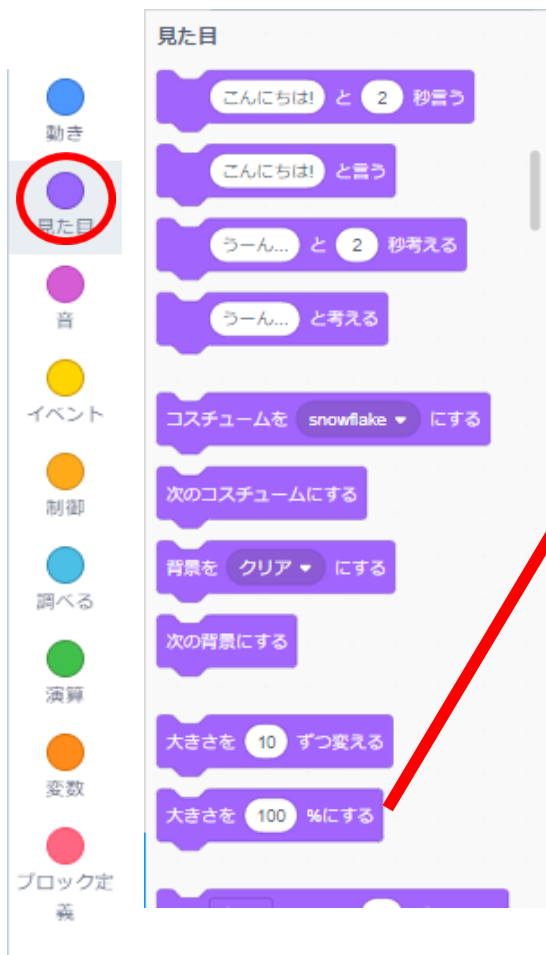 見た目
こんにちは! と 2 秒言う
動き
こんにちは! と言う
見た目
うーん... と 2 秒考える
音
うーん... と考える
イベント
コスチュームを snowflake にする
次のコスチュームにする
制御
背景を クリア にする
調べる
次の背景にする
演算
大きさを 10 ずつ変える
変数
大きさを 100 %にする
ブロック定
義